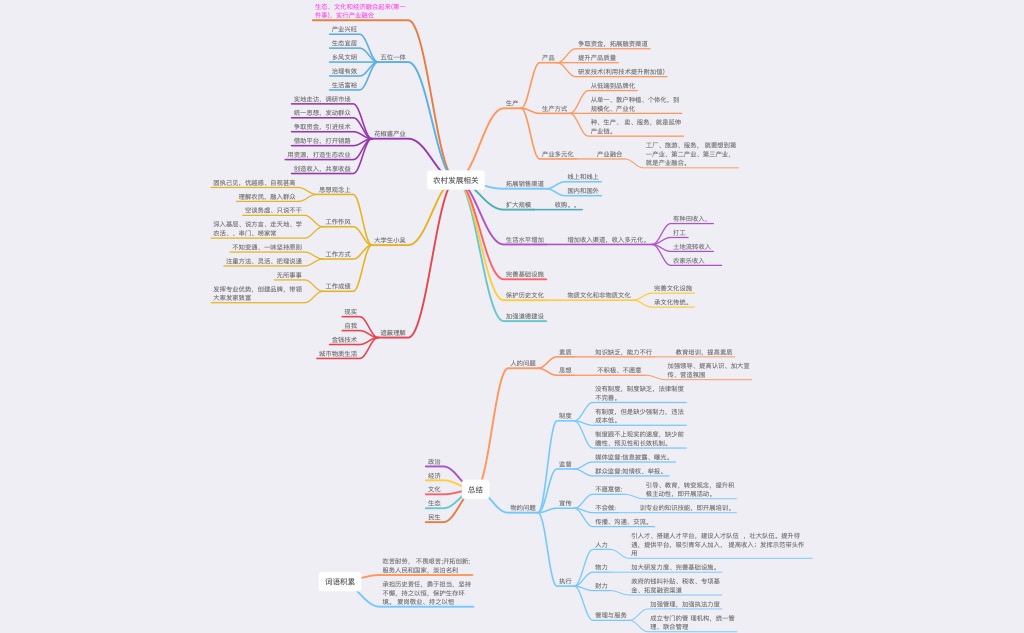 生态、文化和经济融合起来(第一
件事)，实行产业融合
产业兴旺
生态宜居
乡风文明
治理有效
生活富裕
五位一体
实地走访，调研市场
统一思想，发动群众
争取资金，引进技术
借助平台，打开销路
用资源，打造生态农业
创造收入，共享收益
花椒酱产业
固执己见，优越感、自视甚高
理解农民，融入群众
思想观念上
空谈务虚、只说不干
深入基层、说方言、走天地、学
农活、、串门、唠家常
工作作风
不知变通、一味坚持原则
注重方法、灵活、把理说通
工作方式
无所事事
发挥专业优势，创建品牌，带领
大家发家致富
工作成绩
大学生小吴
现实
自我
金钱技术
城市物质生活
遮蔽理解
农村发展相关
生产
产品
争取资金，拓展融资渠道
提升产品质量
研发技术(利用技术提升附加值)
生产方式
从低端到品牌化
从单一、散户种植、个体化，到
规模化、产业化
种、生产、 卖、服务，就是延伸
产业链。
产业多元化
产业融合
工厂、旅游、服务， 就要想到第
一产业，第二产业、第三产业，
就是产业融合。
拓展销售渠道
线上和线上
国内和国外
扩大规模
收购。。
生活水平增加
增加收入渠道，收入多元化。
有种田收入。
打工
土地流转收入
农家乐收入
完善基础设施
保护历史文化
物质文化和非物质文化
完善文化设施
承文化传统。
加强道德建设
总结
政治
经济
文化
生态
民生
人的问题
素质
知识缺乏，能力不行
教育培训，提高素质
思想
不积极、不愿意
加强领导、提高认识、加大宣
传、营造氛围
物的问题
制度
没有制度，制度缺乏，法律制度
不完善。
有制度，但是缺少强制力，违法
成本低。
制度跟不上现实的速度，缺少前
瞻性、预见性和长效机制。
监督
媒体监督:信息披露、曝光。
群众监督:知情权、举报。
宣传
不愿意做:
引导、教育，转变观念，提升积
极主动性，即开展活动。
不会做:
训专业的知识技能，即开展培训。
传播、沟通、交流。
执行
人力
引人才、搭建人才平台，建设人才队伍 ，壮大队伍，提升待
遇，提供平台，吸引青年人加入， 提高收入；发挥示范带头作
用
物力
加大研发力度、完善基础设施。
财力
政府的钱叫补贴、税收、专项基
金、拓宽融资渠道
管理与服务
加强管理，加强执法力度
成立专门的管 理机构，统一管
理、联合管理
词语积累
吃苦耐劳， 不畏艰苦;开拓创新;
服务人民和国家，淡泊名利
承担历史责任，勇于担当，坚持
不懈，持之以恒，保护生存环
境， 爱岗敬业、持之以恒